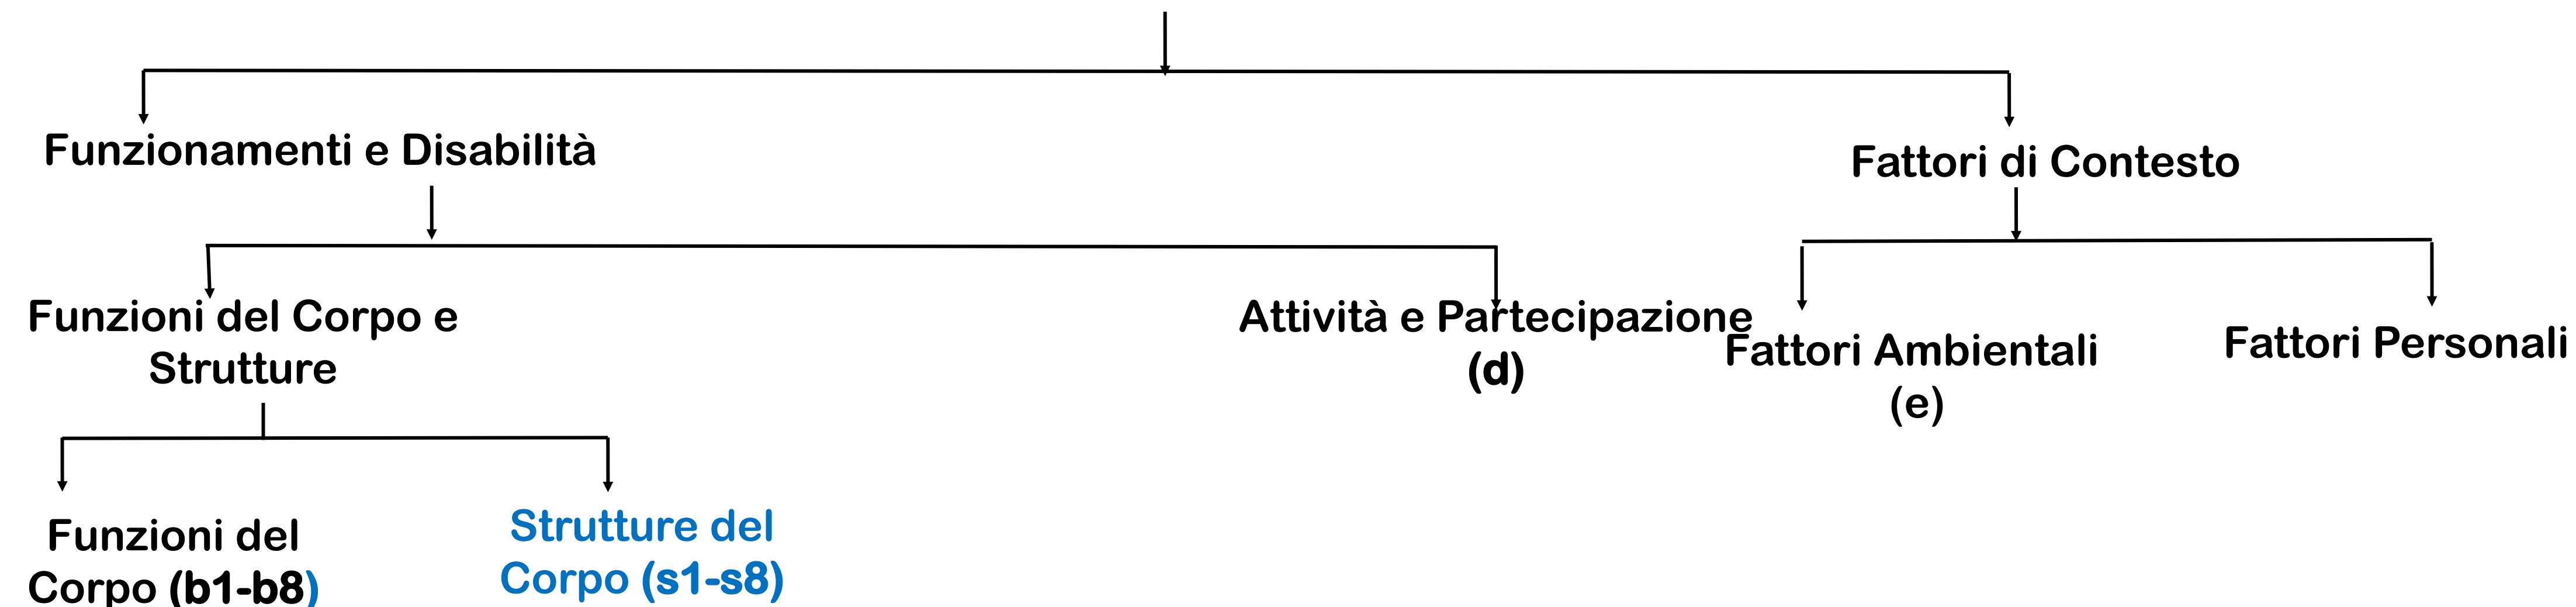 Funzionamenti e Disabilità
Fattori di Contesto
Funzioni del Corpo e
Strutture
Attività e Partecipazione
(d)
Fattori Ambientali
(e)
Fattori Personali
Funzioni del
Corpo (b1-b8)
Strutture del
Corpo (s1-s8)